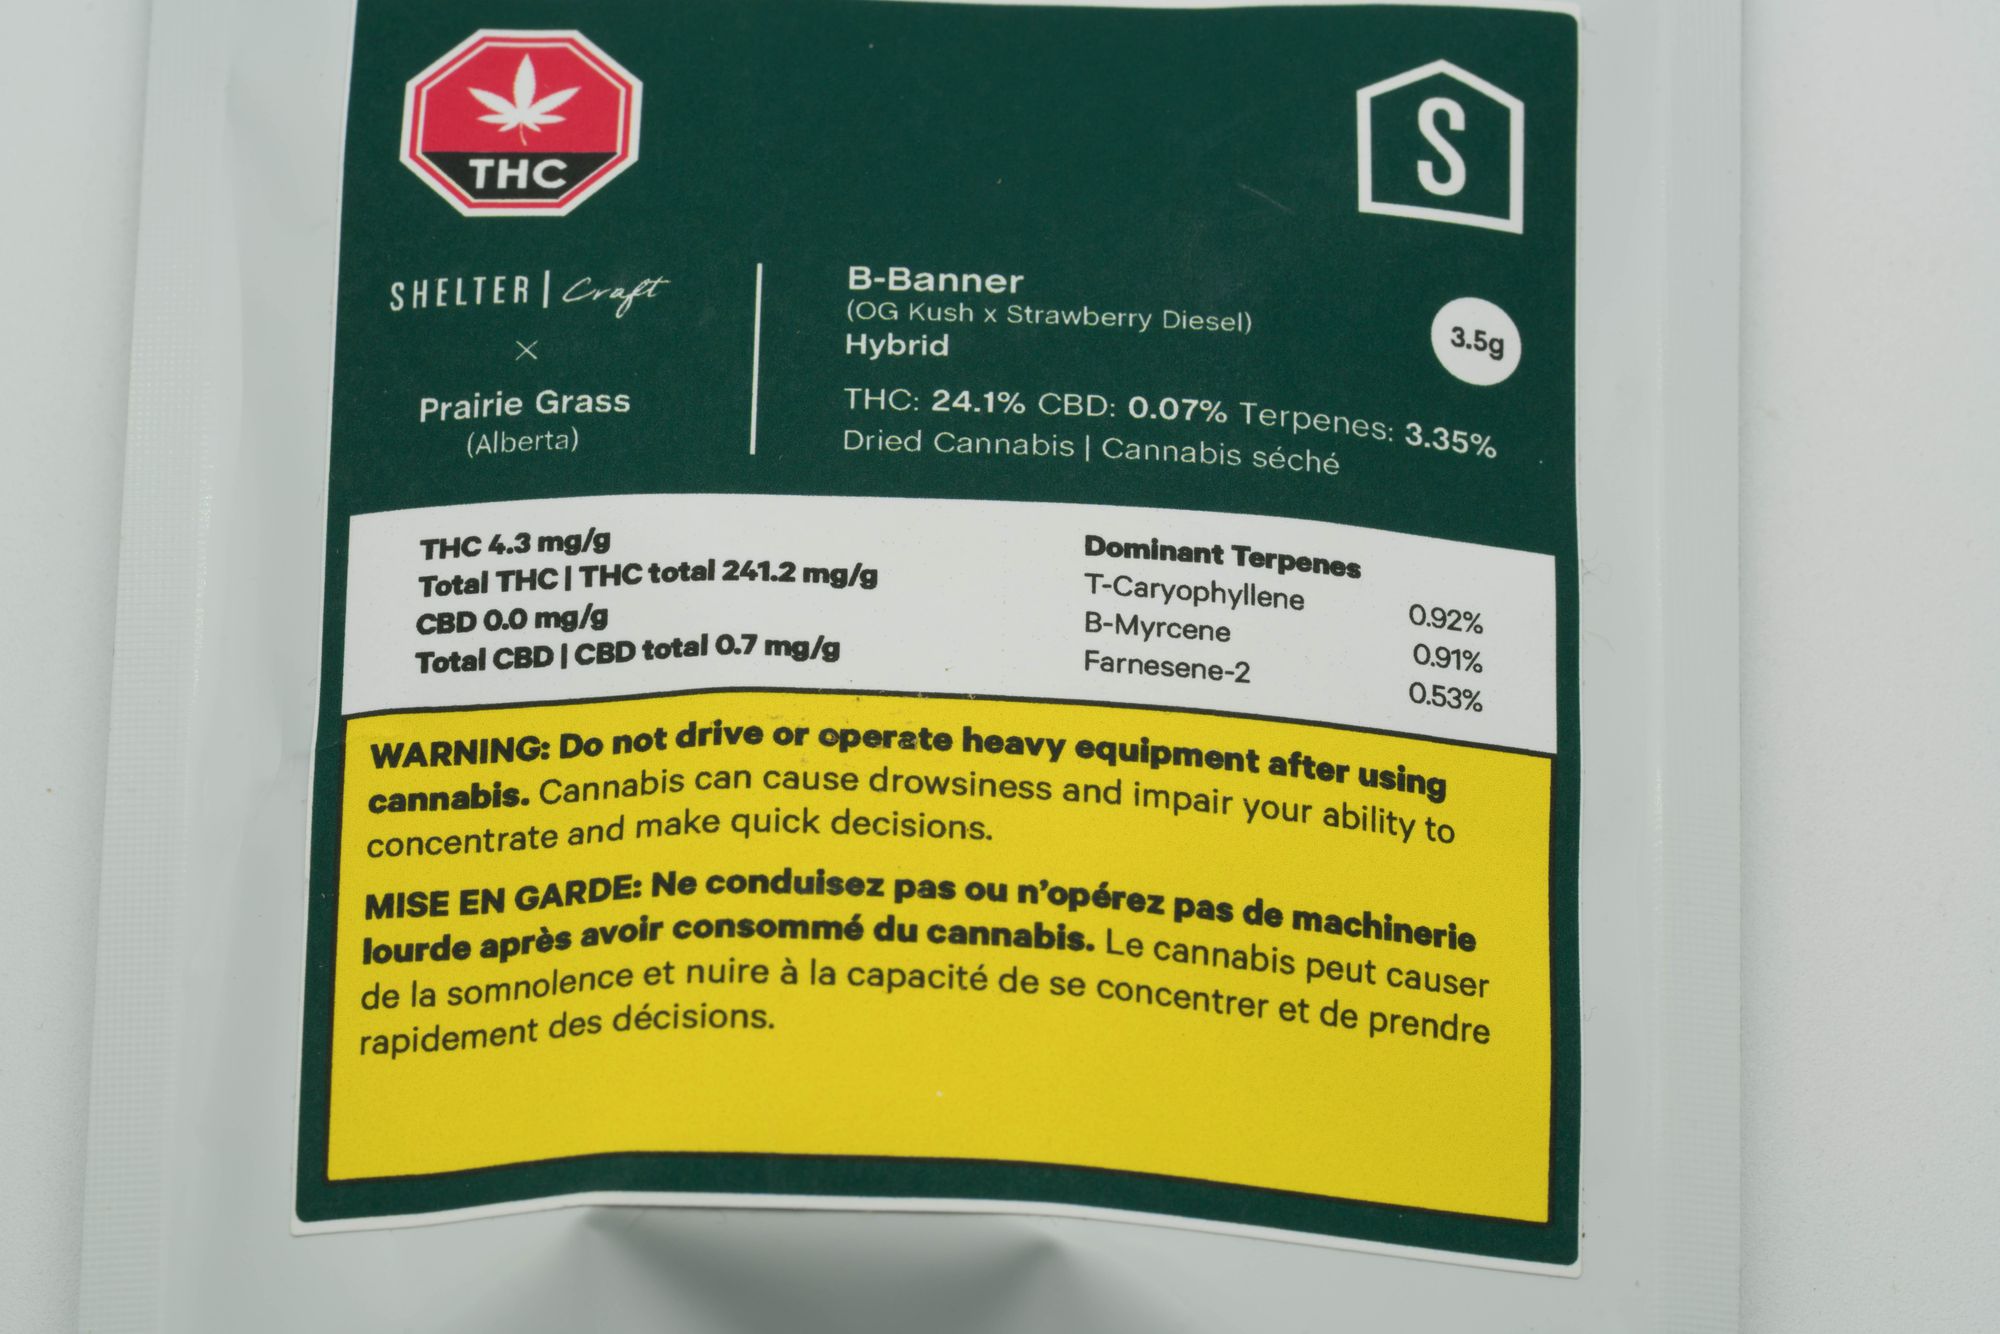 THC
S
SHELTER | Craft
×
Prairie Grass
(Alberta)
B-Banner
(OG Kush x Strawberry Diesel)
Hybrid
3.5g
THC: 24.1% CBD: 0.07% Terpenes: 3.35%
Dried Cannabis | Cannabis séché
THC 4.3 mg/g
Total THC | THC total 241.2 mg/g
CBD 0.0 mg/g
Total CBD | CBD total 0.7 mg/g
Dominant Terpenes
T-Caryophyllene 0.92%
B-Myrcene 0.91%
Farnesene-2 0.53%
WARNING: Do not drive or operate heavy equipment after using
cannabis. Cannabis can cause drowsiness and impair your ability to
concentrate and make quick decisions.
MISE EN GARDE: Ne conduisez pas ou n'opérez pas de machinerie
lourde après avoir consommé du cannabis. Le cannabis peut causer
de la somnolence et nuire à la capacité de se concentrer et de prendre
rapidement des décisions.